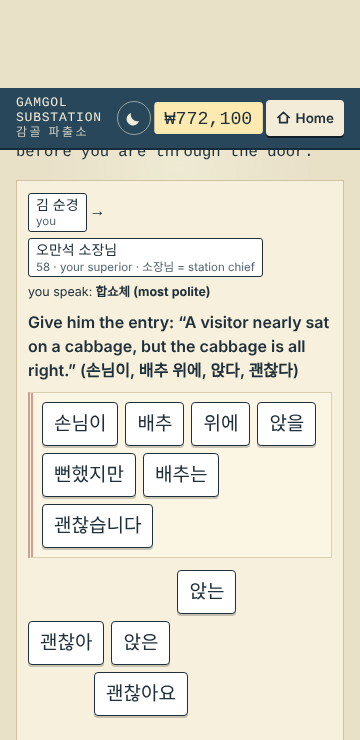 GAMGOL
SUBSTATION
감골 파출소
₩772,100
Home
before you are through the door.
김 순경
you
→
오만석 소장님
58 · your superior · 소장님 = station chief
you speak: 합쇼체 (most polite)
Give him the entry: “A visitor nearly sat
on a cabbage, but the cabbage is all
right.” (손님이, 배추 위에, 앉다, 괜찮다)
손님이 배추 위에 앉을
뻔했지만 배추는
괜찮습니다
앉는
괜찮아 앉은
괜찮아요